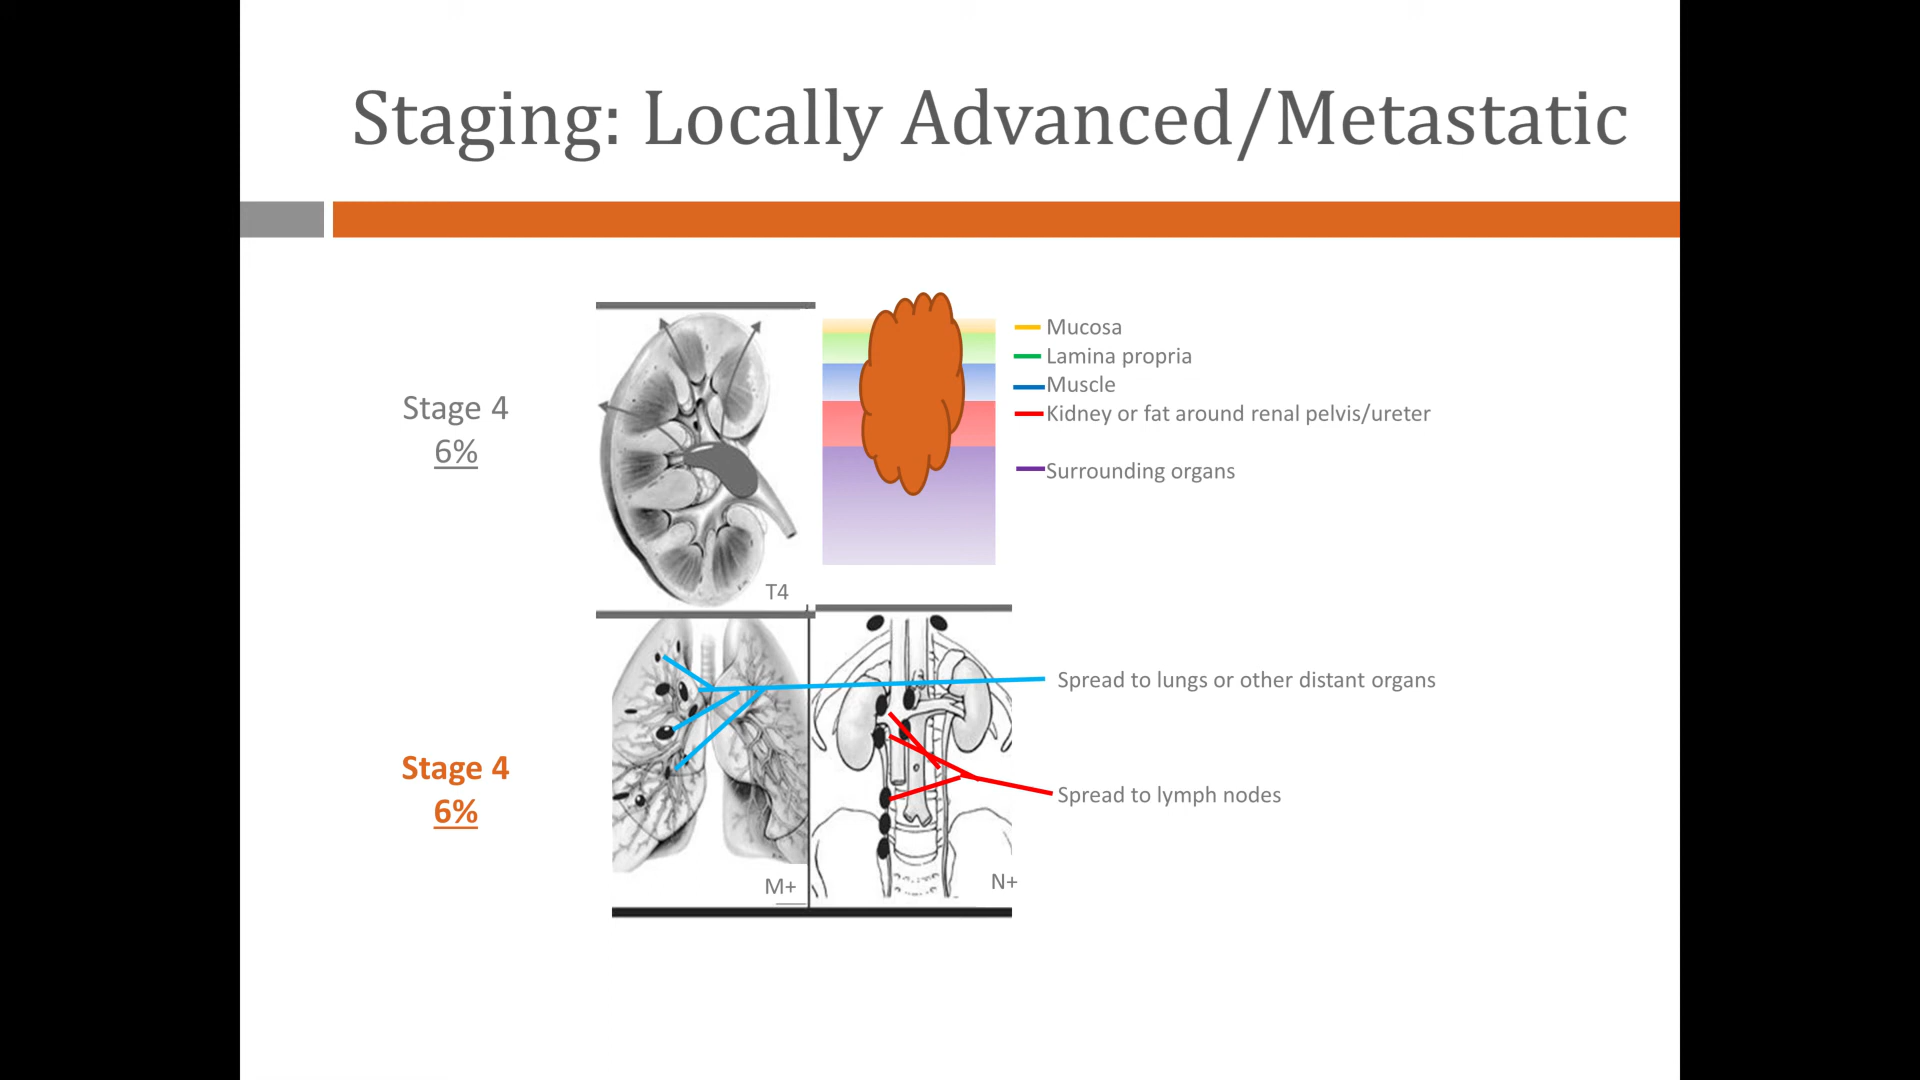 Staging: Locally Advanced/Metastatic
Stage 4
6%
Mucosa
Lamina propria
Muscle
Kidney or fat around renal pelvis/ureter
Surrounding organs
T4
Stage 4
6%
Spread to lungs or other distant organs
Spread to lymph nodes
M+
N+